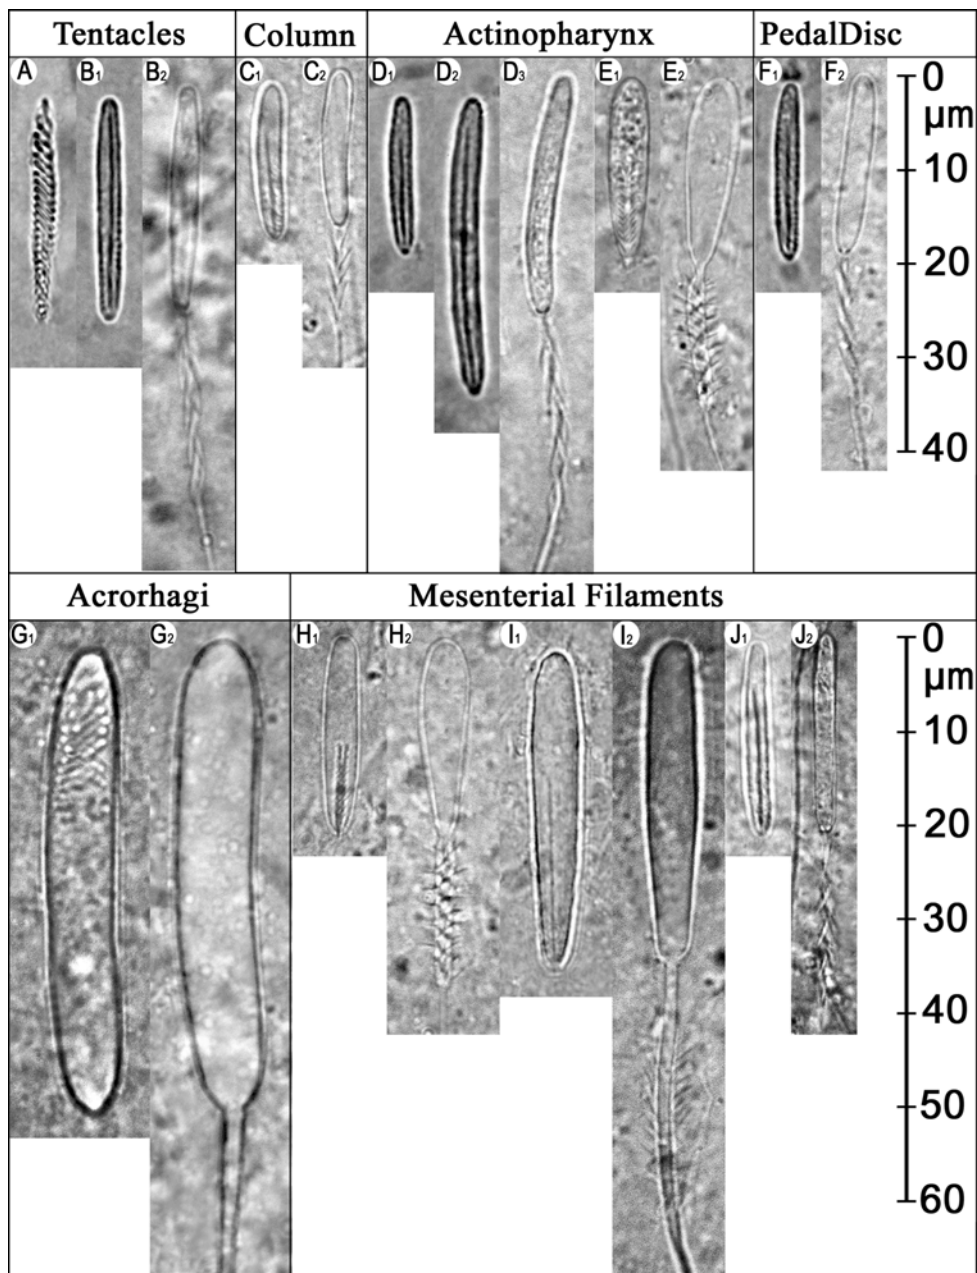 Tentacles Column Actinopharynx PedalDisc
A B1 B2 C1 C2 D1 D2 D3 E1 E2 F1 F2
0
μm
10
20
30
40
Acrorhagi Mesenterial Filaments
G1 G2 H1 H2 I1 I2 J1 J2
0
μm
10
20
30
40
50
60